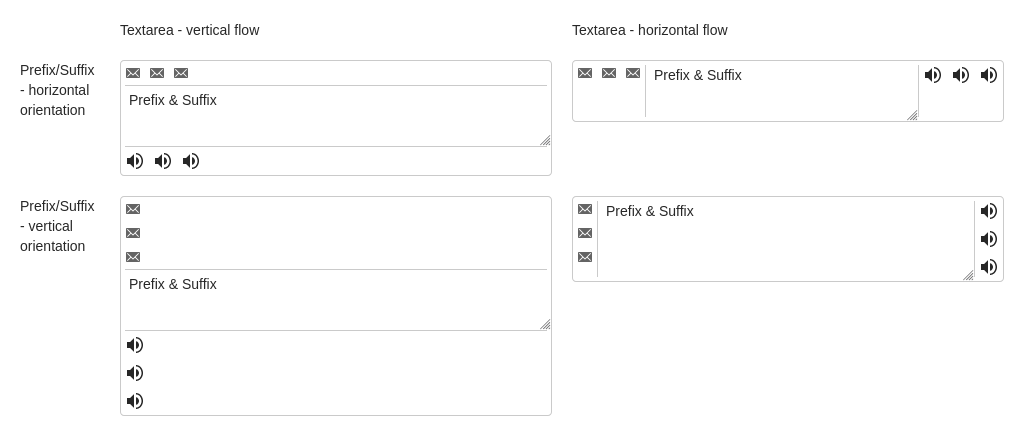 Textarea - vertical flow
Textarea - horizontal flow
Prefix/Suffix
- horizontal
orientation
Prefix & Suffix
Prefix & Suffix
Prefix/Suffix
- vertical
orientation
Prefix & Suffix
Prefix & Suffix